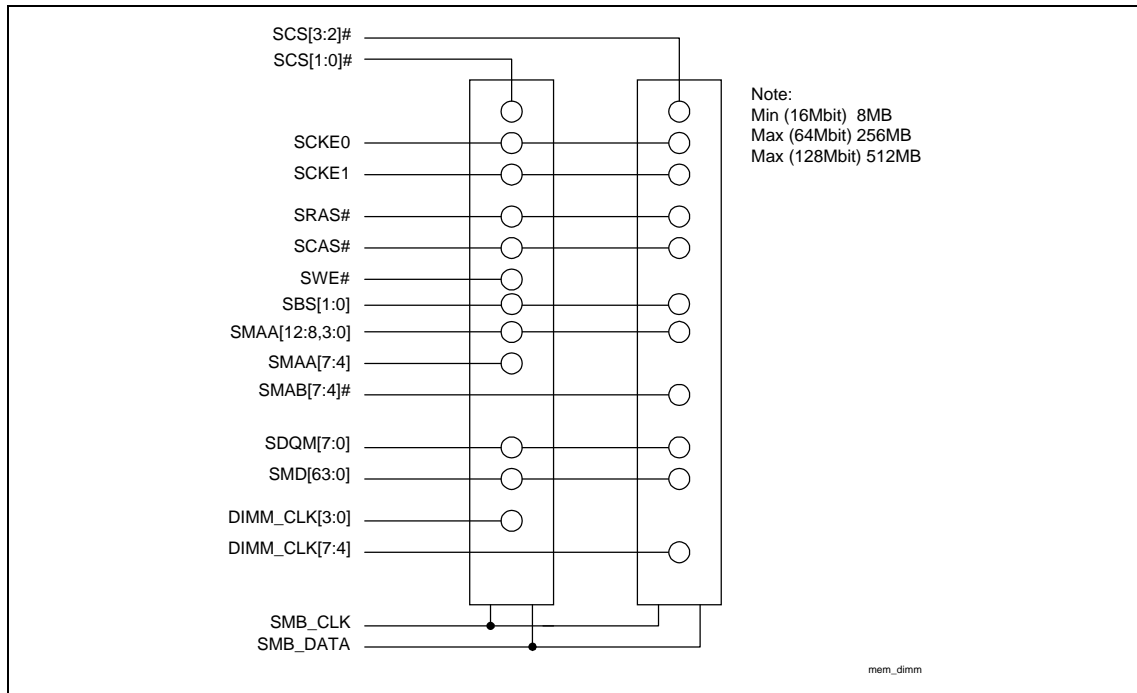 SCS[3:2]#
SCS[1:0]#
Note:
Min (16Mbit)  8MB
Max (64Mbit) 256MB
Max (128Mbit) 512MB
SCKE0
SCKE1
SRAS#
SCAS#
SWE#
SBS[1:0]
SMAA[12:8,3:0]
SMAA[7:4]
SMAB[7:4]#
SDQM[7:0]
SMD[63:0]
DIMM_CLK[3:0]
DIMM_CLK[7:4]
SMB_CLK
SMB_DATA
mem_dimm